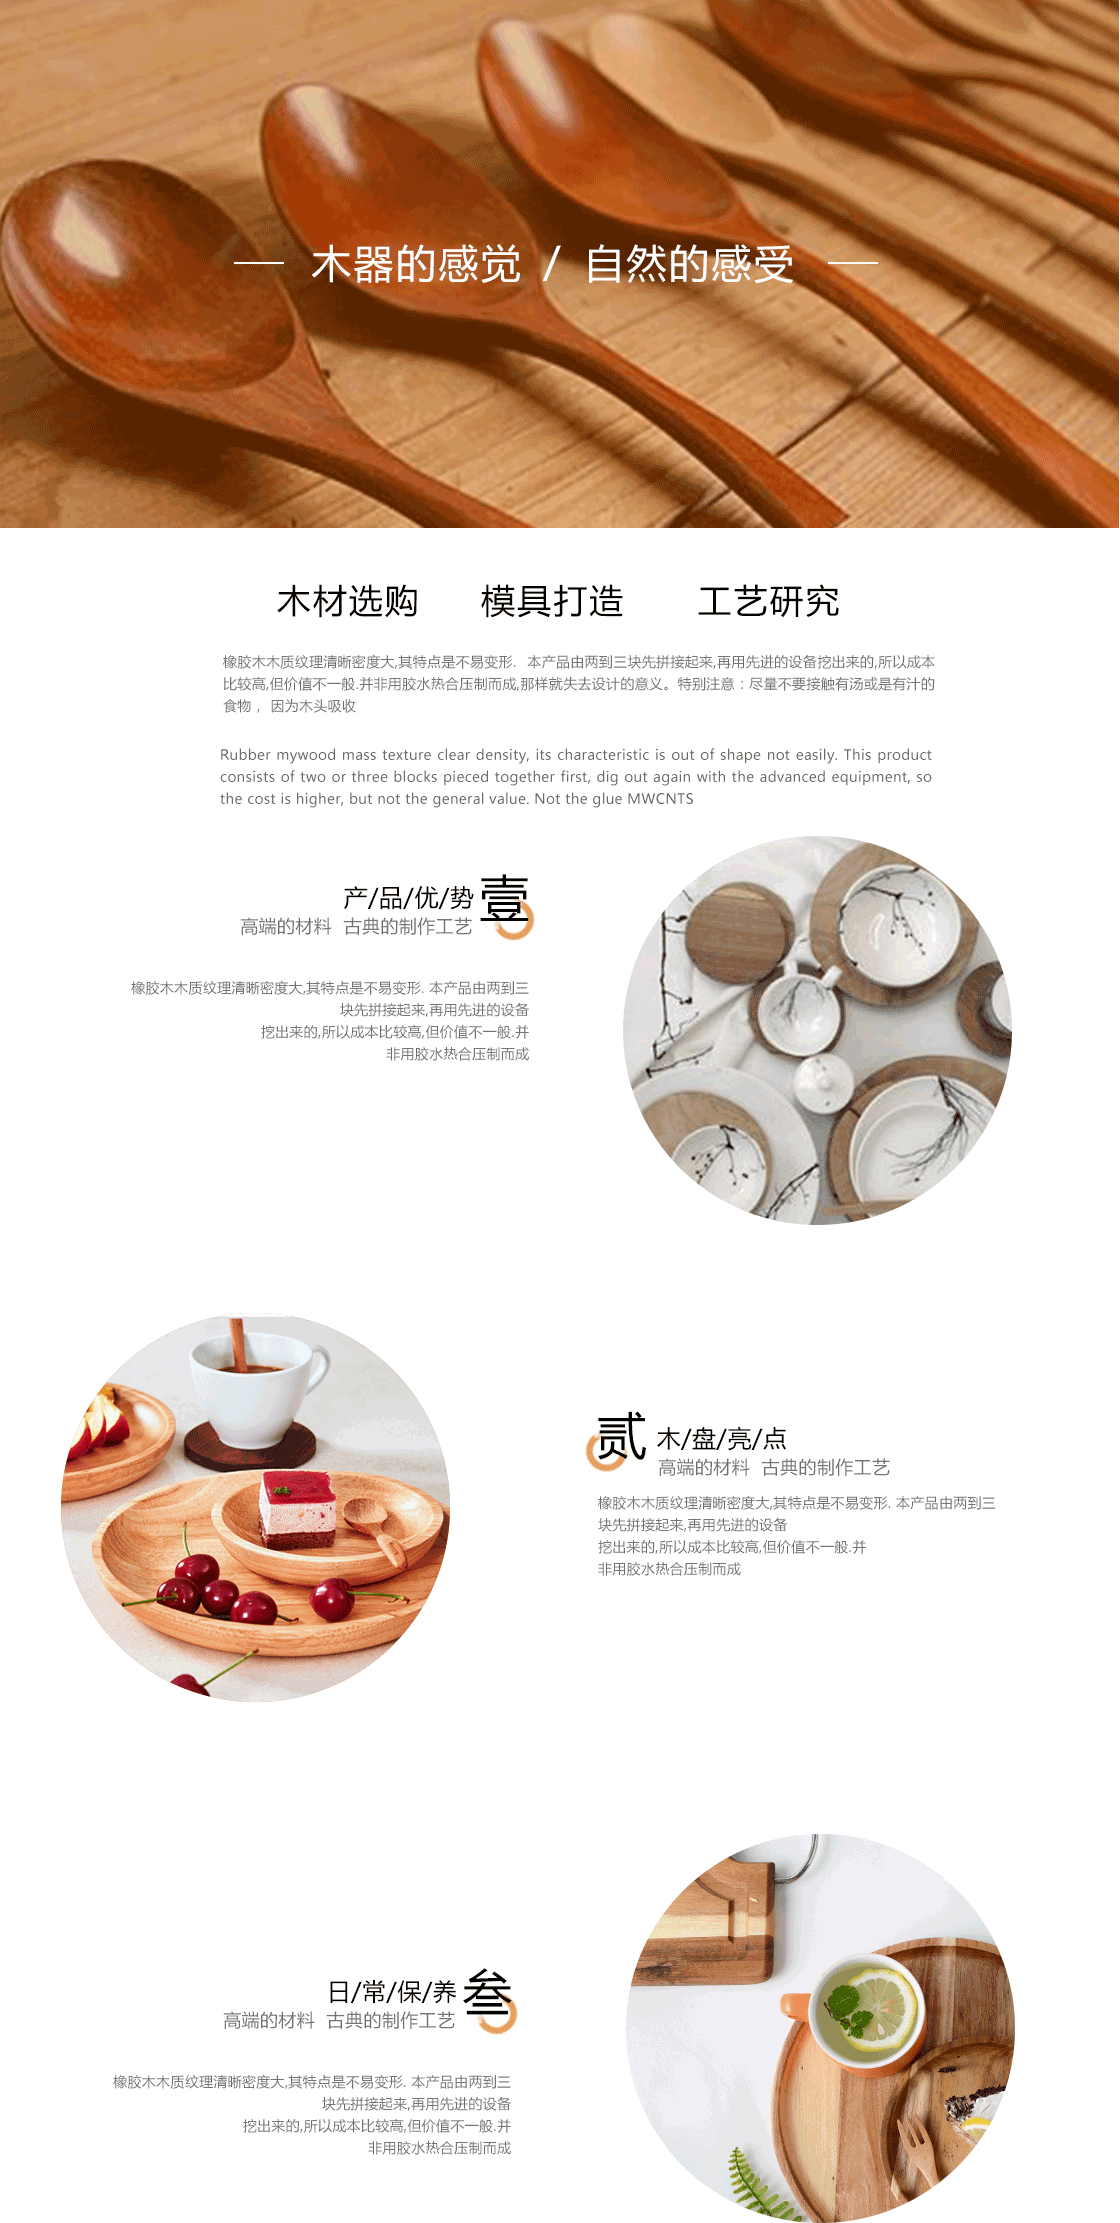 木器的感觉 / 自然的感受
木材选购 模具打造 工艺研究
橡胶木木质纹理清晰密度大,其特点是不易变形. 本产品由两到三块先拼接起来,再用先进的设备挖出来的,所以成本
比较高,但价值不一般.并非用胶水热合压制而成,那样就失去设计的意义。特别注意：尽量不要接触有汤或是有汁的
食物， 因为木头吸收
Rubber mywood mass texture clear density, its characteristic is out of shape not easily. This product
consists of two or three blocks pieced together first, dig out again with the advanced equipment, so
the cost is higher, but not the general value. Not the glue MWCNTS
产/品/优/势 壹
高端的材料 古典的制作工艺
橡胶木木质纹理清晰密度大,其特点是不易变形. 本产品由两到三
块先拼接起来,再用先进的设备
挖出来的,所以成本比较高,但价值不一般.并
非用胶水热合压制而成
贰 木/盘/亮/点
高端的材料 古典的制作工艺
橡胶木木质纹理清晰密度大,其特点是不易变形. 本产品由两到三
块先拼接起来,再用先进的设备
挖出来的,所以成本比较高,但价值不一般.并
非用胶水热合压制而成
日/常/保/养 叁
高端的材料 古典的制作工艺
橡胶木木质纹理清晰密度大,其特点是不易变形. 本产品由两到三
块先拼接起来,再用先进的设备
挖出来的,所以成本比较高,但价值不一般.并
非用胶水热合压制而成